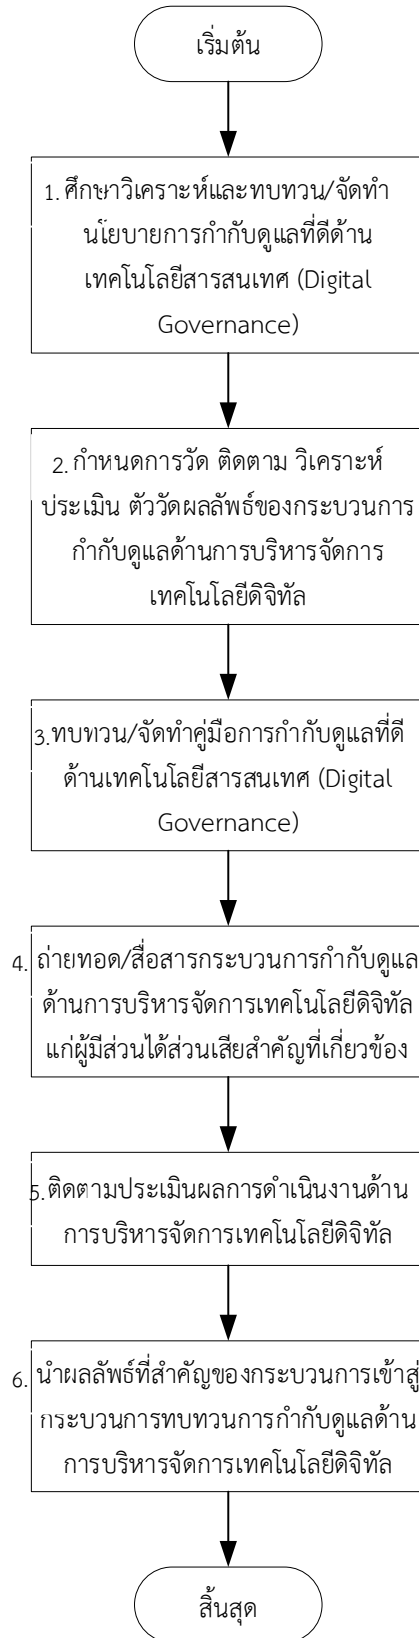 เริ่มต้น
1. ศึกษาวิเคราะห์และทบทวน/จัดทำ
นโยบายการกำกับดูแลที่ดีด้าน
เทคโนโลยีสารสนเทศ (Digital
Governance)
2. กำหนดการวัด ติดตาม วิเคราะห์
ประเมิน ตัววัดผลลัพธ์ของกระบวนการ
กำกับดูแลด้านการบริหารจัดการ
เทคโนโลยีดิจิทัล
3. ทบทวน/จัดทำคู่มือการกำกับดูแลที่ดี
ด้านเทคโนโลยีสารสนเทศ (Digital
Governance)
4. ถ่ายทอด/สื่อสารกระบวนการกำกับดูแล
ด้านการบริหารจัดการเทคโนโลยีดิจิทัล
แก่ผู้มีส่วนได้ส่วนเสียสำคัญที่เกี่ยวข้อง
5. ติดตามประเมินผลการดำเนินงานด้าน
การบริหารจัดการเทคโนโลยีดิจิทัล
6. นำผลลัพธ์ที่สำคัญของกระบวนการเข้าสู่
กระบวนการทบทวนการกำกับดูแลด้าน
การบริหารจัดการเทคโนโลยีดิจิทัล
สิ้นสุด